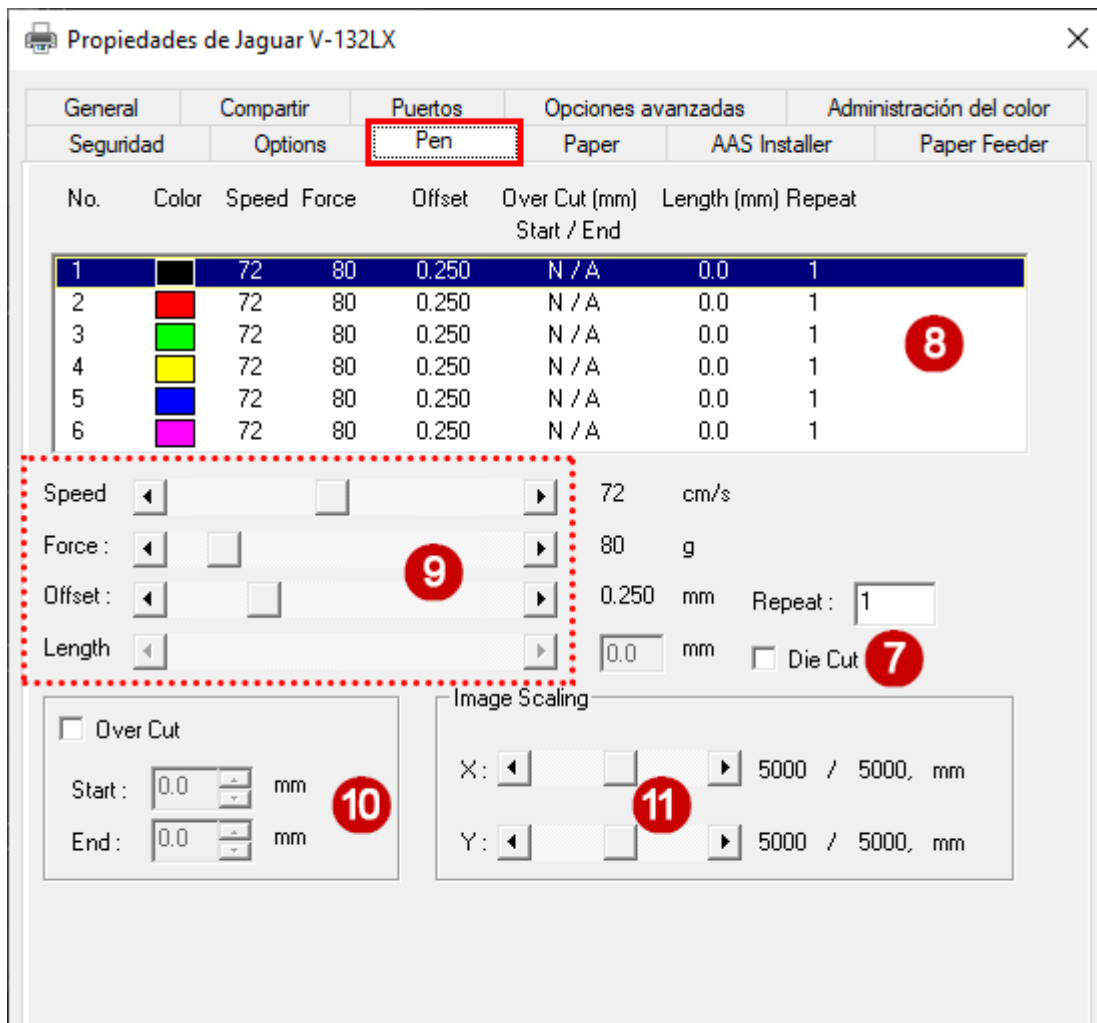 Propiedades de Jaguar V-132LX
General Compartir Puertos Opciones avanzadas Administración del color
Seguridad Options Pen Paper AAS Installer Paper Feeder
No. Color Speed Force Offset Over Cut (mm) Length (mm) Repeat
Start / End
1 72 80 0.250 N / A 0.0 1
2 72 80 0.250 N / A 0.0 1
3 72 80 0.250 N / A 0.0 1
4 72 80 0.250 N / A 0.0 1
5 72 80 0.250 N / A 0.0 1
6 72 80 0.250 N / A 0.0 1
8
Speed 72 cm/s
Force : 80 g
9
Offset : 0.250 mm Repeat : 1
Length 0.0 mm Die Cut 7
Over Cut
Start : 0.0 mm
End : 0.0 mm
10
Image Scaling
X : 5000 / 5000, mm
11
Y : 5000 / 5000, mm